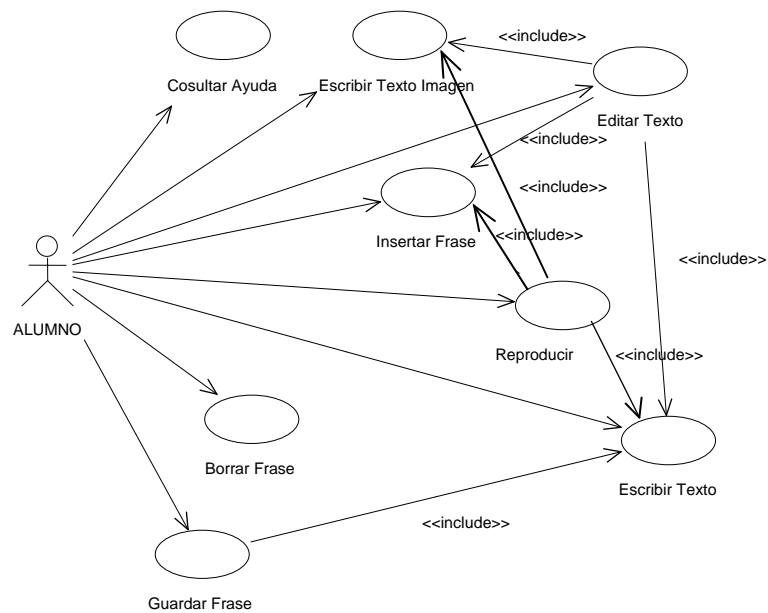 <<include>>
Cosultar Ayuda
Escribir Texto Imagen
Editar Texto
<<include>>
<<include>>
Insertar Frase
<<include>>
<<include>>
ALUMNO
Reproducir
<<include>>
Borrar Frase
Escribir Texto
<<include>>
Guardar Frase